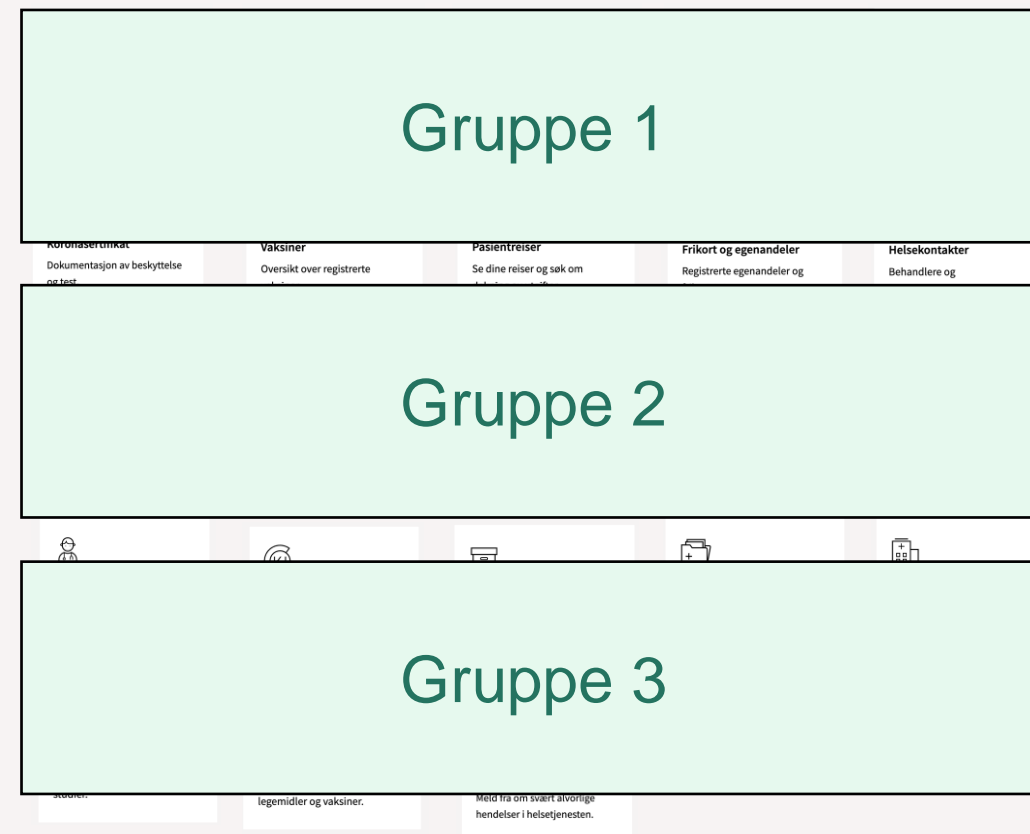 Gruppe 1
Koronasertifikat
Dokumentasjon av beskyttelse
og test
Vaksiner
Oversikt over registrerte
Pasientreiser
Se dine reiser og søk om
Frikort og egenandeler
Registrerte egenandeler og
Helsekontakter
Behandlere og
Gruppe 2
Gruppe 3
studier.
legemidler og vaksiner.
Meld fra om svært alvorlige
hendelser i helsetjenesten.